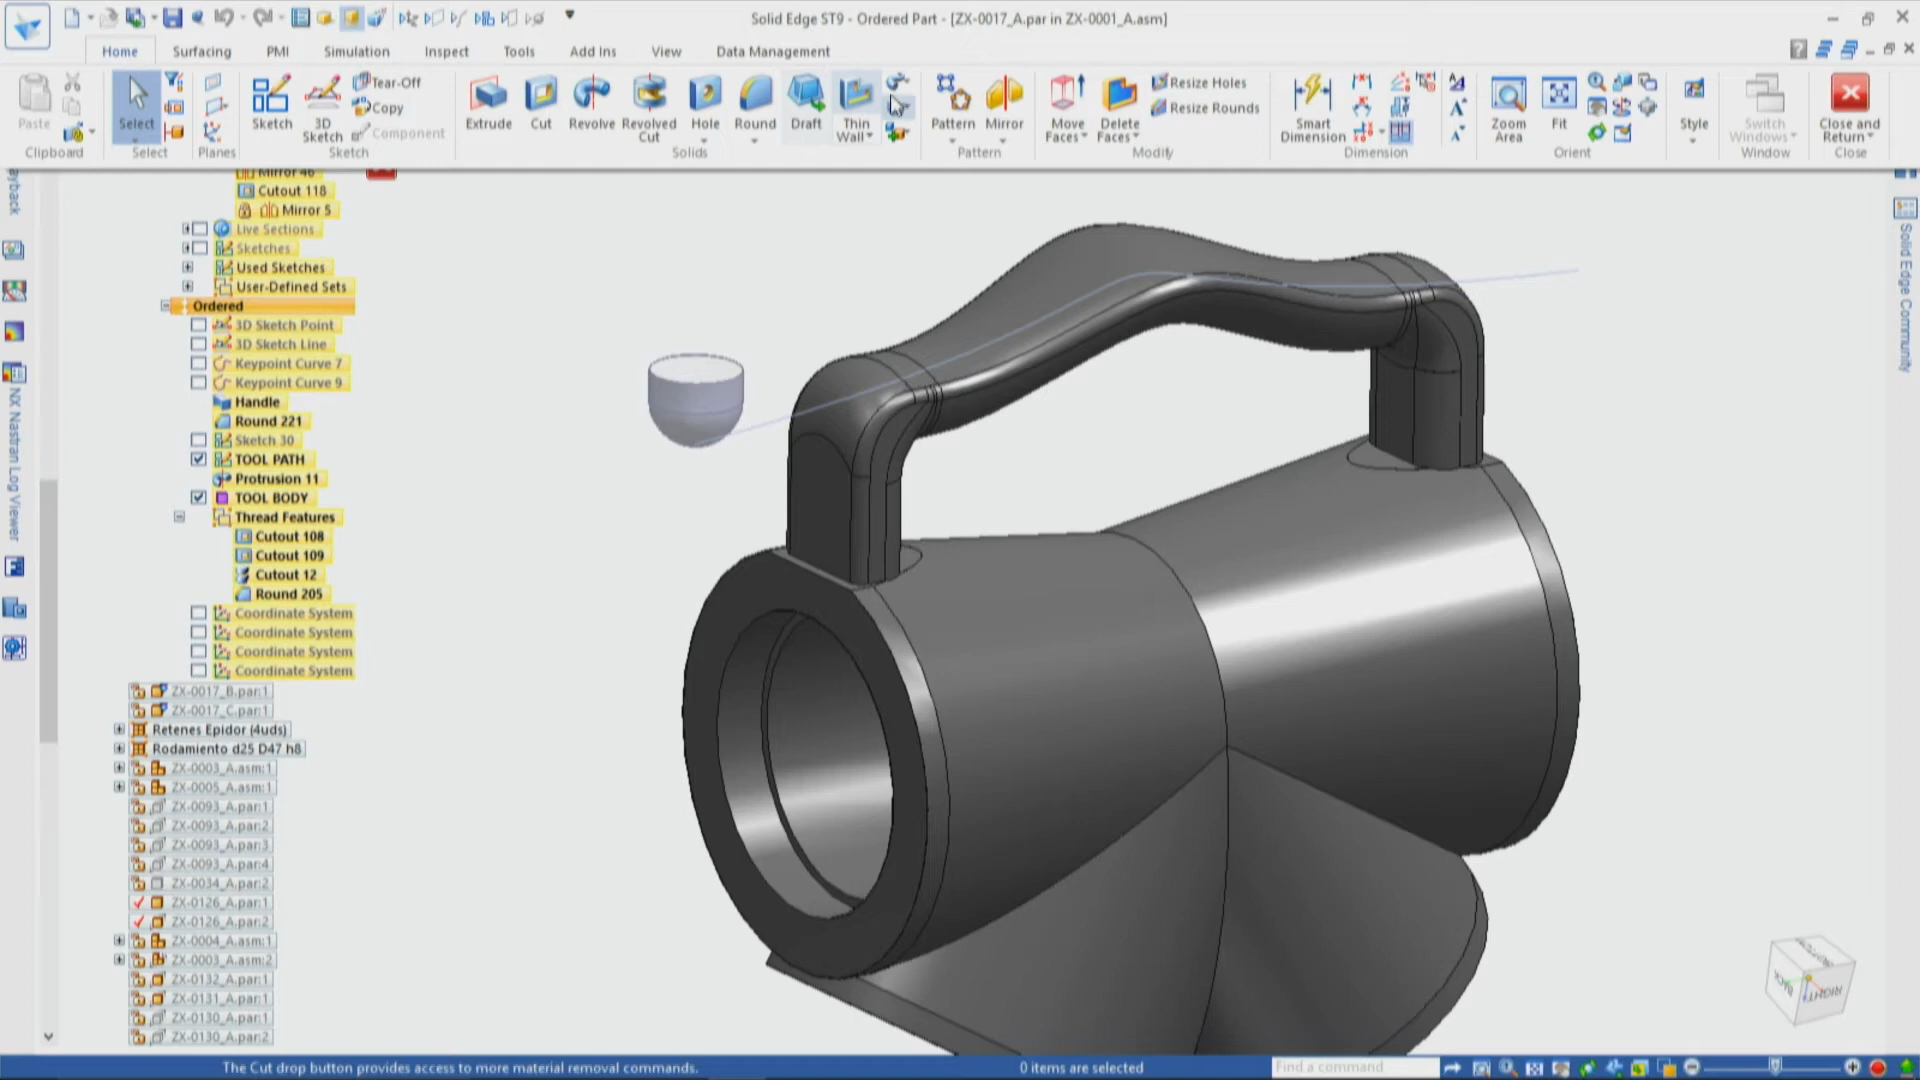 Solid Edge ST9 - Ordered Part - [ZX-0017_A.par in ZX-0001_A.asm]
Home Surfacing PMI Simulation Inspect Tools Add Ins View Data Management
Paste
Clipboard
Select
Select
Planes
Sketch
3D Sketch
Tear-Off
Copy
Component
Sketch
Extrude
Cut
Revolve
Revolved Cut
Hole
Round
Draft
Thin Wall
Solids
Pattern
Mirror
Pattern
Move Faces
Delete Faces
Resize Holes
Resize Rounds
Modify
Smart Dimension
Dimension
Zoom Area
Fit
Orient
Style
Switch Windows
Window
Close and Return
Close
Mirror 46
Cutout 118
Mirror 5
Live Sections
Sketches
Used Sketches
User-Defined Sets
Ordered
3D Sketch Point
3D Sketch Line
Keypoint Curve 7
Keypoint Curve 9
Handle
Round 221
Sketch 30
TOOL PATH
Protrusion 11
TOOL BODY
Thread Features
Cutout 108
Cutout 109
Cutout 12
Round 205
Coordinate System
Coordinate System
Coordinate System
Coordinate System
ZX-0017_B.par:1
ZX-0017_C.par:1
Retenes Epidor (4uds)
Rodamiento d25 D47 h8
ZX-0003_A.asm:1
ZX-0005_A.asm:1
ZX-0093_A.par:1
ZX-0093_A.par:2
ZX-0093_A.par:3
ZX-0093_A.par:4
ZX-0034_A.par:2
ZX-0126_A.par:1
ZX-0126_A.par:2
ZX-0004_A.asm:1
ZX-0003_A.asm:2
ZX-0132_A.par:1
ZX-0131_A.par:1
ZX-0130_A.par:1
ZX-0130_A.par:2
NX Nastran Log Viewer
Solid Edge Community
BACK
RIGHT
The Cut drop button provides access to more material removal commands.
0 items are selected
Find a command